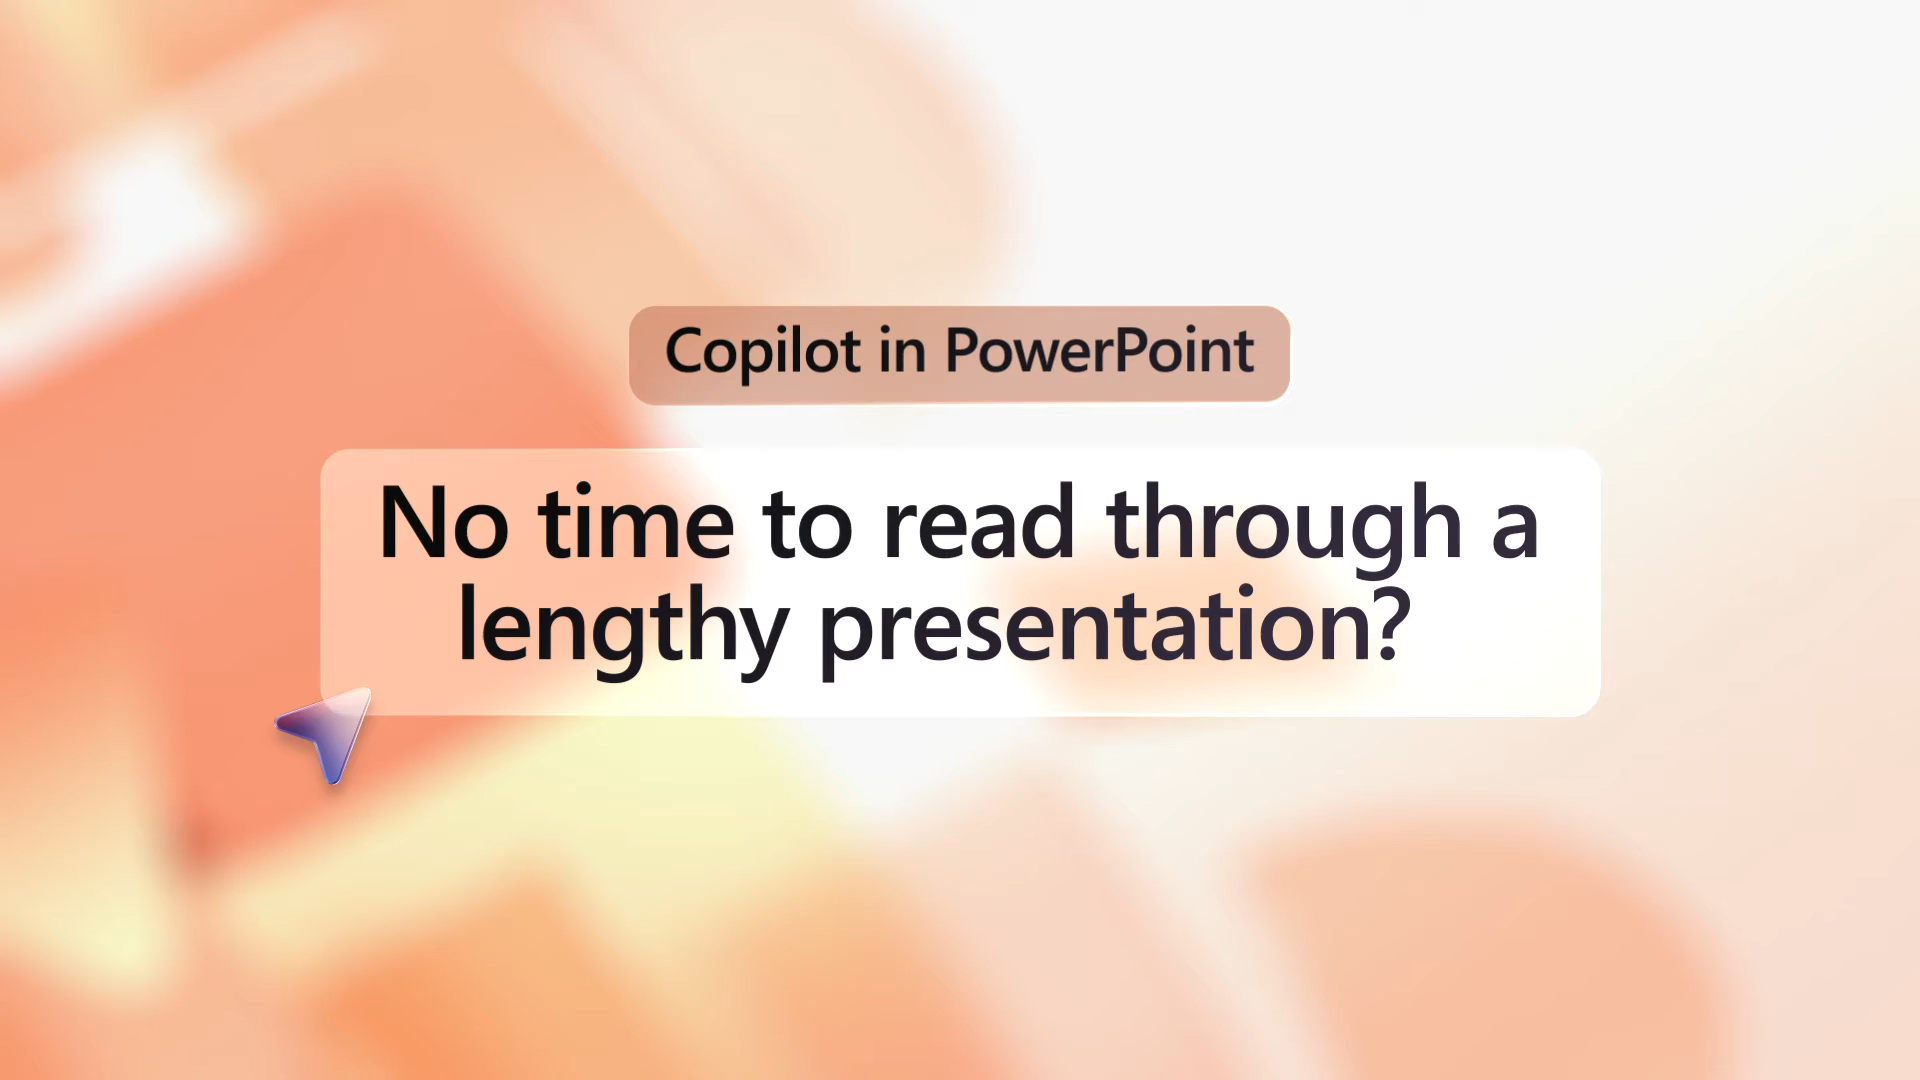 Copilot in PowerPoint
No time to read through a
lengthy presentation?